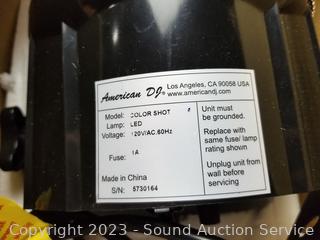 American DJ® Los Angeles, CA 90058 USA
www.americandj.com
Model: COLOR SHOT
Lamp: LED
Voltage: 120V/AC.60Hz
Fuse: 1A
Made in China
S/N: 5730164
Unit must be grounded.
Replace with same fuse/ lamp rating shown
Unplug unit from wall before servicing
Copyright 2023 - Sound Auction Service